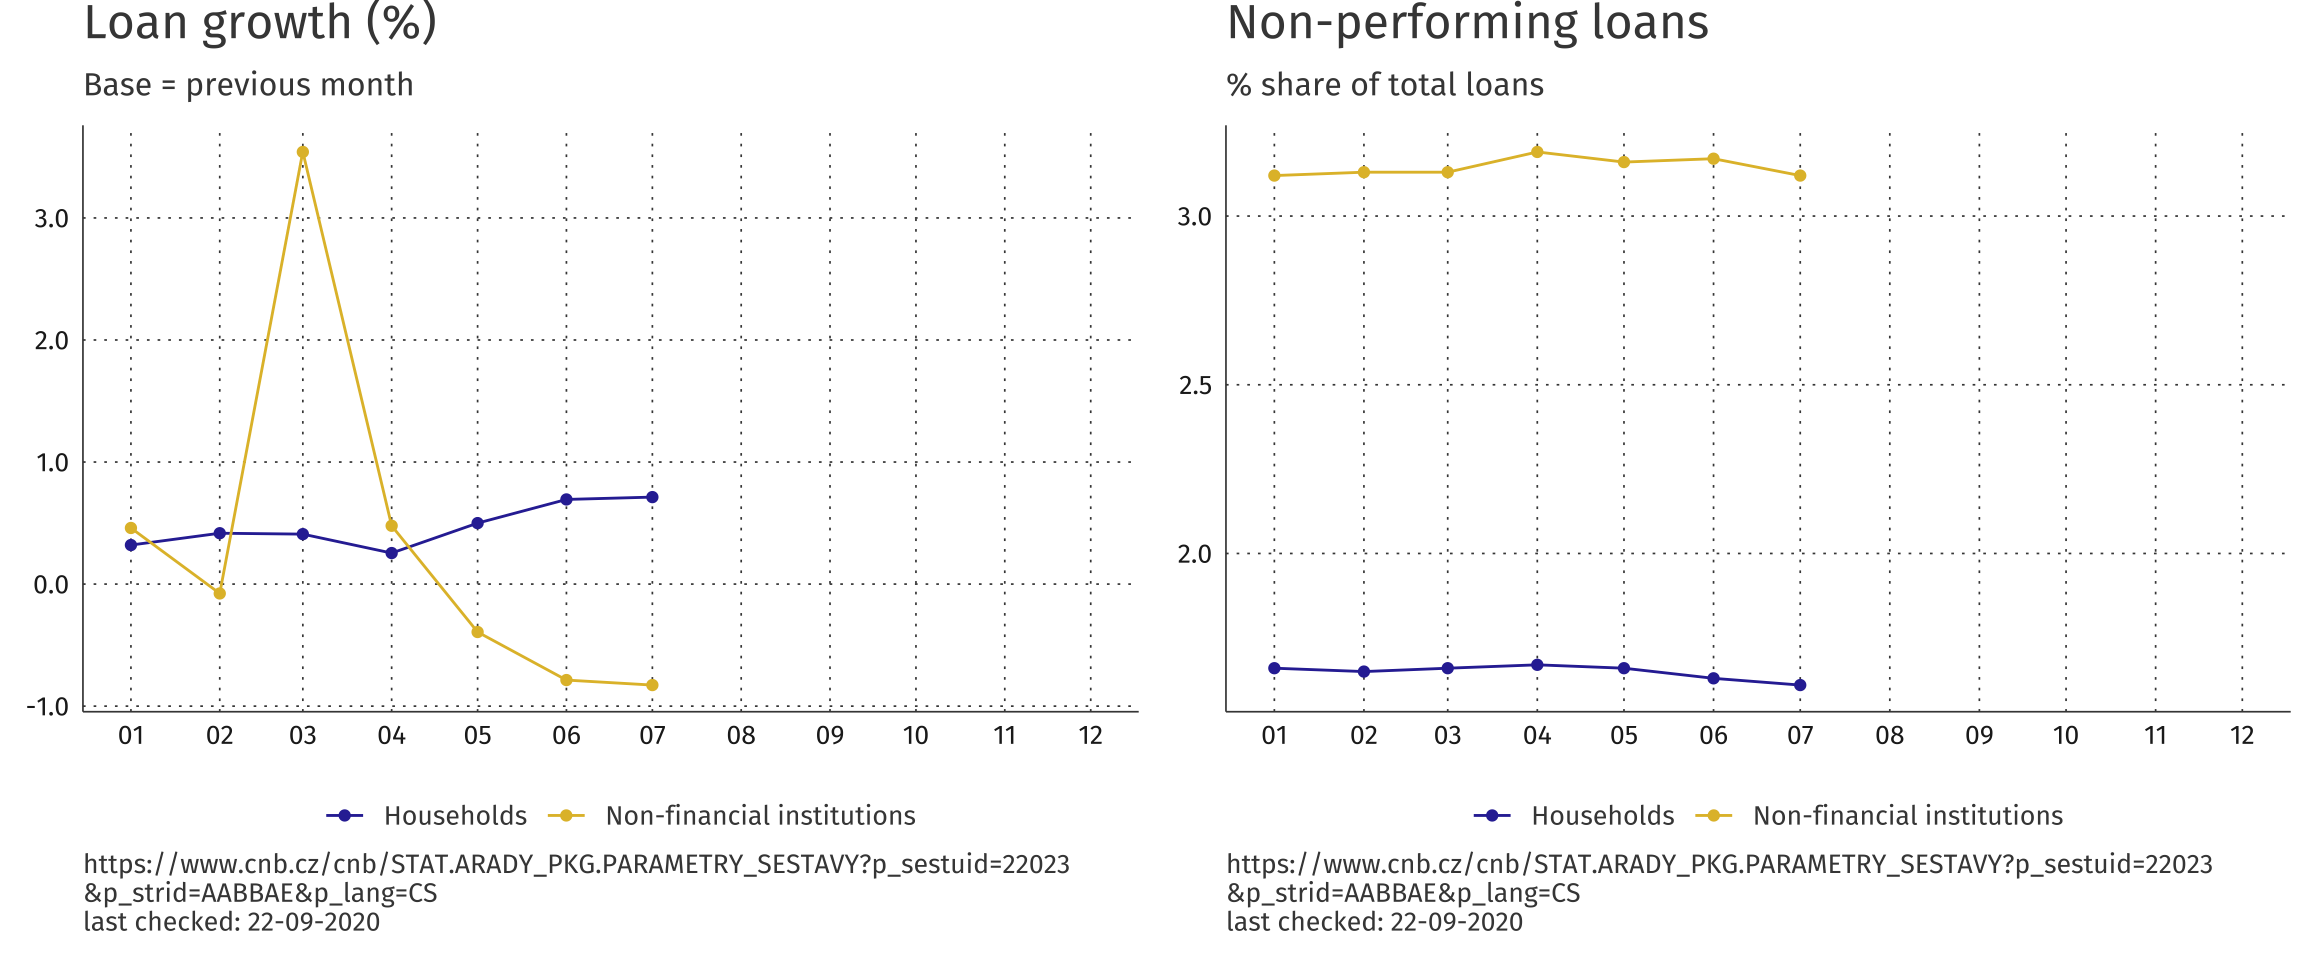 Loan growth (%)
Base = previous month
3.0
2.0
1.0
0.0
-1.0
01 02 03 04 05 06 07 08 09 10 11 12
Households Non-financial institutions
https://www.cnb.cz/cnb/STAT.ARADY_PKG.PARAMETRY_SESTAVY?p_sestuid=22023
&p_strid=AABBAE&p_lang=CS
last checked: 22-09-2020
Non-performing loans
% share of total loans
3.0
2.5
2.0
01 02 03 04 05 06 07 08 09 10 11 12
Households Non-financial institutions
https://www.cnb.cz/cnb/STAT.ARADY_PKG.PARAMETRY_SESTAVY?p_sestuid=22023
&p_strid=AABBAE&p_lang=CS
last checked: 22-09-2020